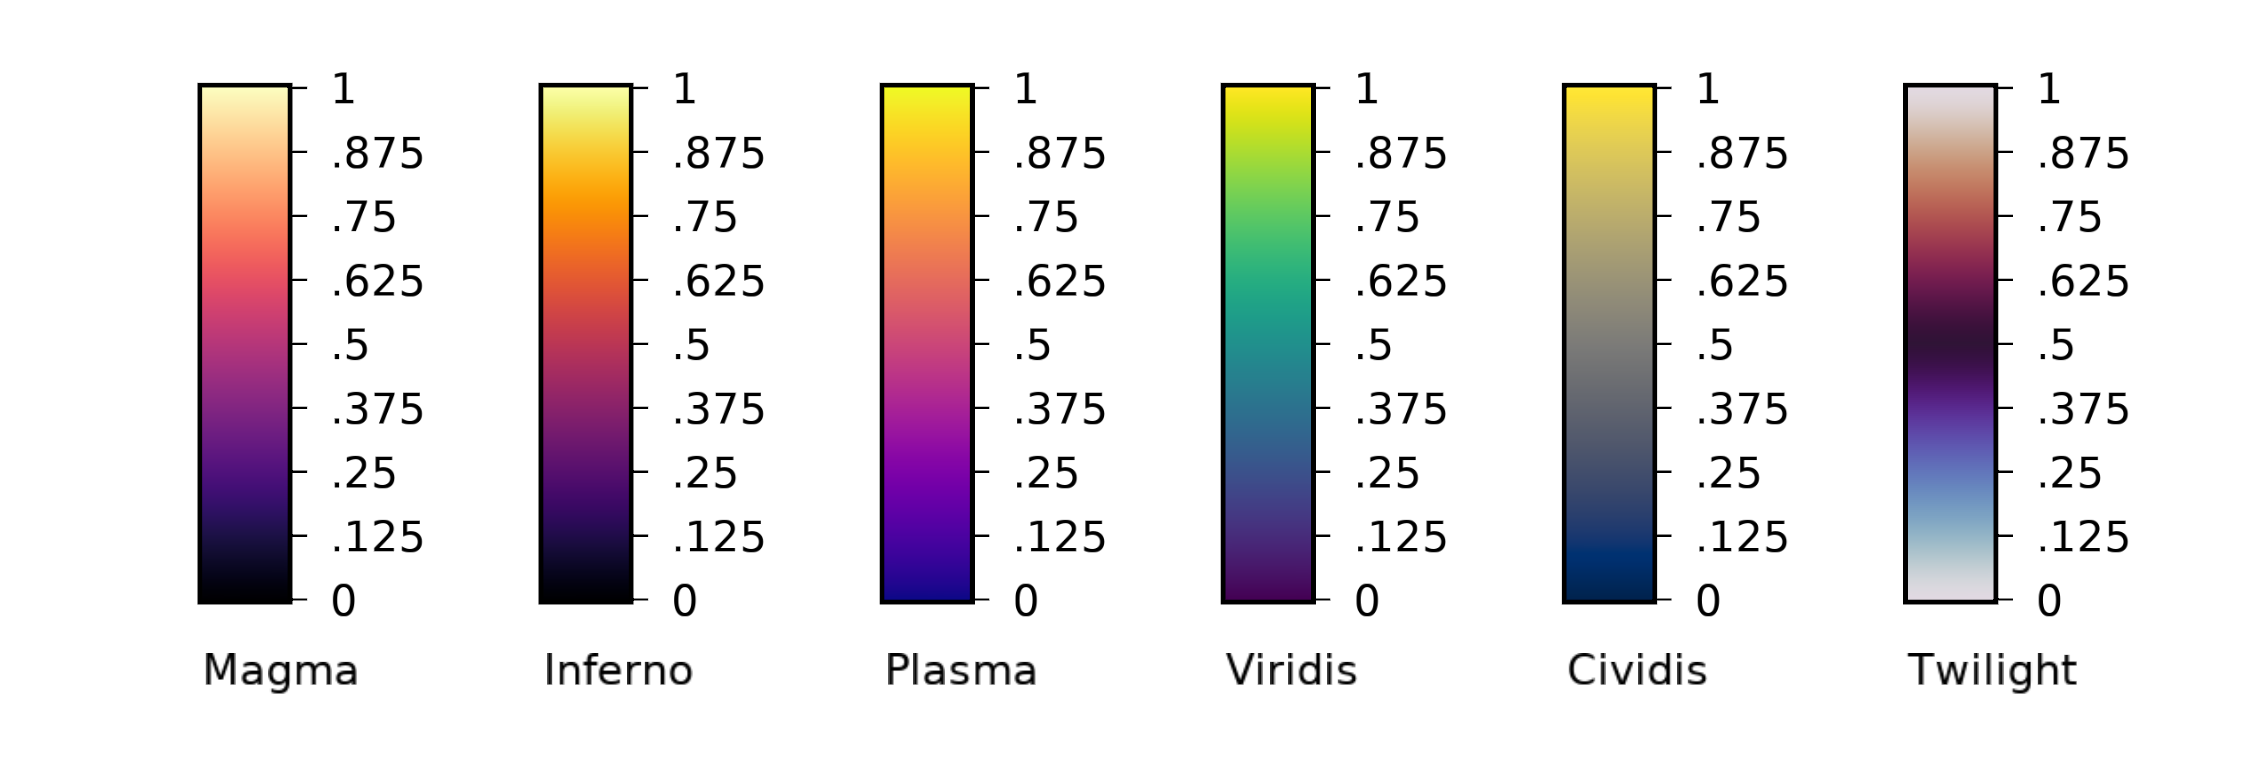 1 1 1 1 1 1
.875 .875 .875 .875 .875 .875
.75 .75 .75 .75 .75 .75
.625 .625 .625 .625 .625 .625
.5 .5 .5 .5 .5 .5
.375 .375 .375 .375 .375 .375
.25 .25 .25 .25 .25 .25
.125 .125 .125 .125 .125 .125
0 0 0 0 0 0
Magma Inferno Plasma Viridis Cividis Twilight